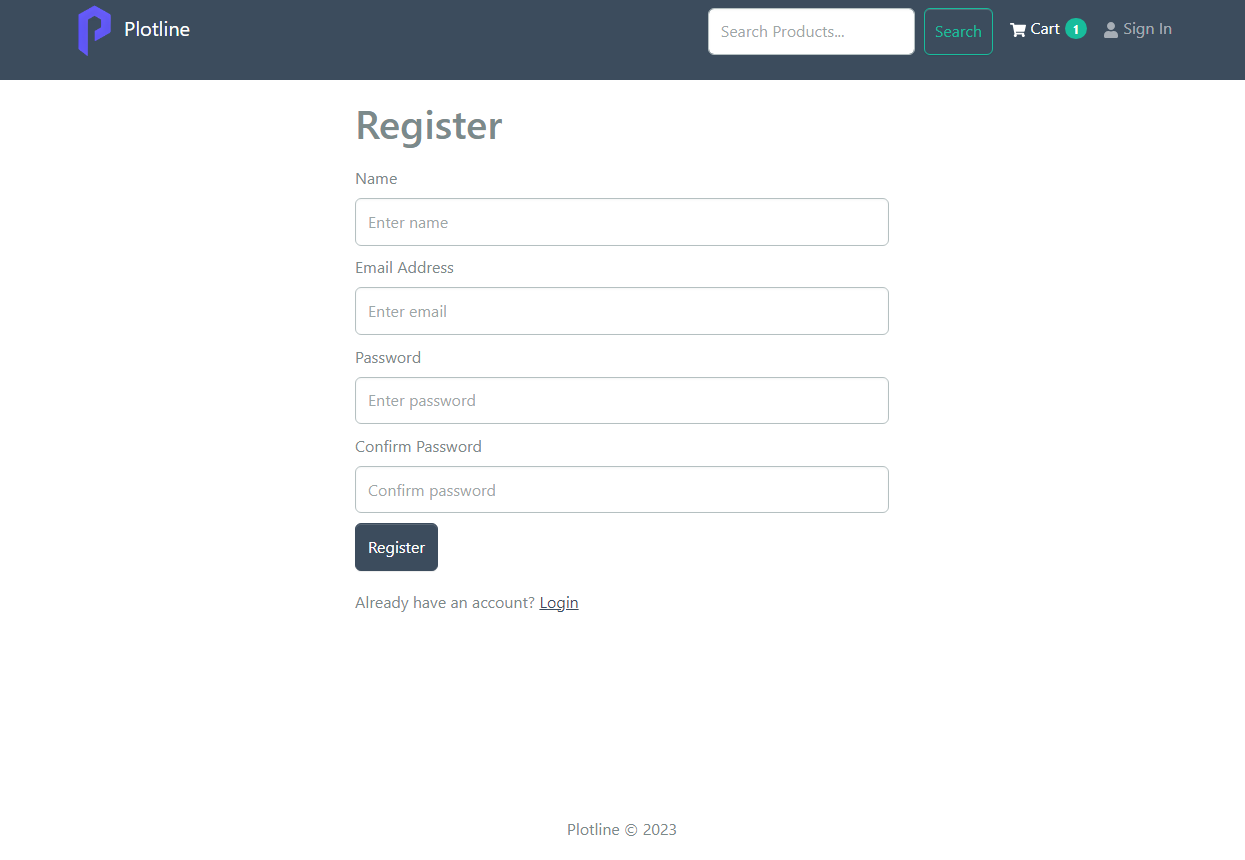 Plotline
Search Products...
Search
Cart 1
Sign In
Register
Name
Enter name
Email Address
Enter email
Password
Enter password
Confirm Password
Confirm password
Register
Already have an account? Login
Plotline © 2023